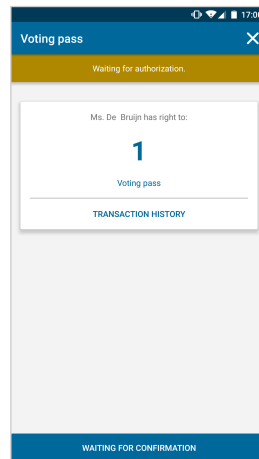 17:00
Voting pass
Waiting for authorization.
Ms. De Bruijn has right to:
1
Voting pass
TRANSACTION HISTORY
WAITING FOR CONFIRMATION